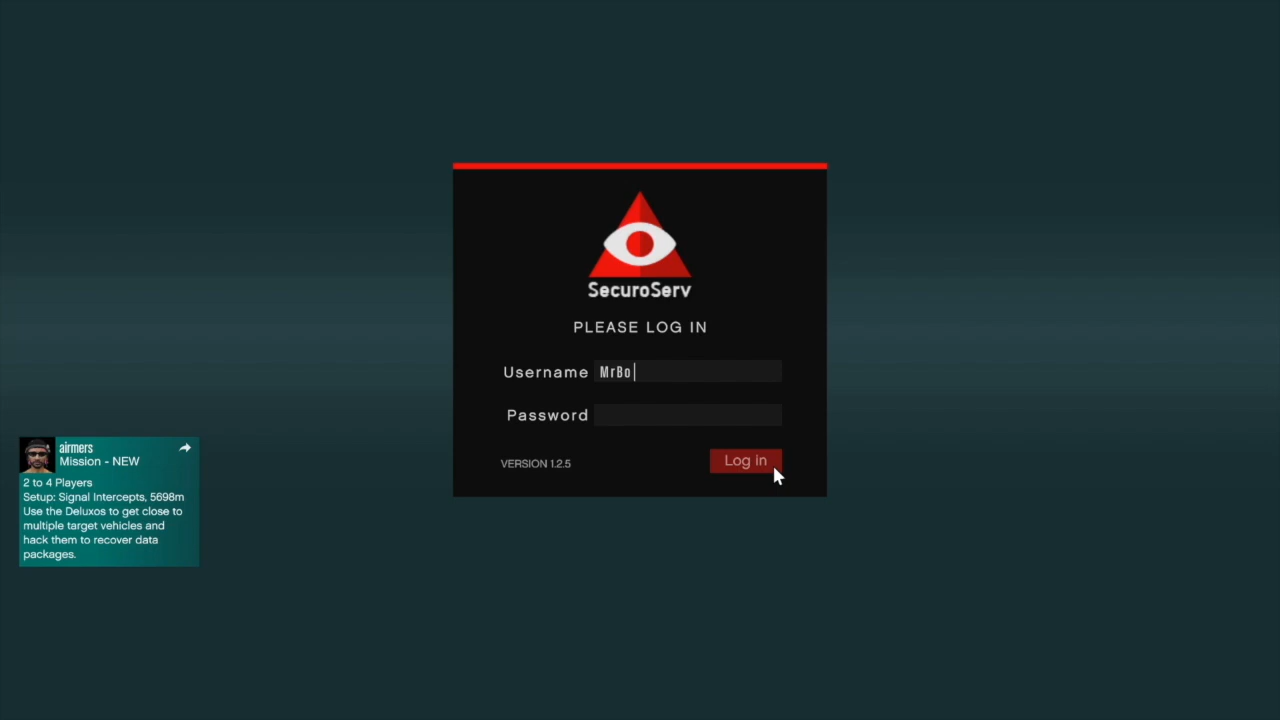 SecuroServ
PLEASE LOG IN
Username MrBo
Password
VERSION 1.2.5 Log in
airmers
Mission - NEW
2 to 4 Players
Setup: Signal Intercepts, 5698m
Use the Deluxos to get close to
multiple target vehicles and
hack them to recover data
packages.